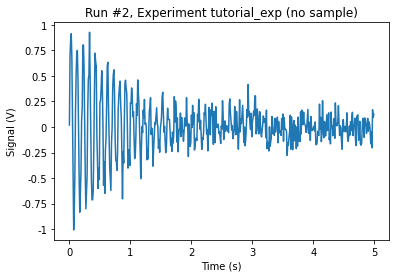 Run #2, Experiment tutorial_exp (no sample)
1
0.75
0.50
0.25
0
-0.25
-0.5
-0.75
-1
Signal (V)
0 1 2 3 4 5
Time (s)